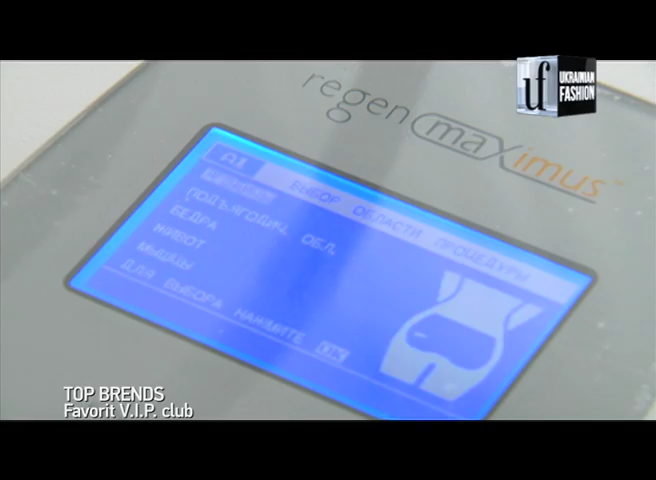 uf UKRAINIAN
FASHION
regen maximus™
A1 ВЫБОР ОБЛАСТИ ПРОЦЕДУРЫ
ПОДЪЯГОДИЧ. ОБЛ.
БЕДРА
ЖИВОТ
МЫШЦЫ
ДЛЯ ВЫБОРА НАЖМИТЕ OK
TOP BRENDS
Favorit V.I.P. club